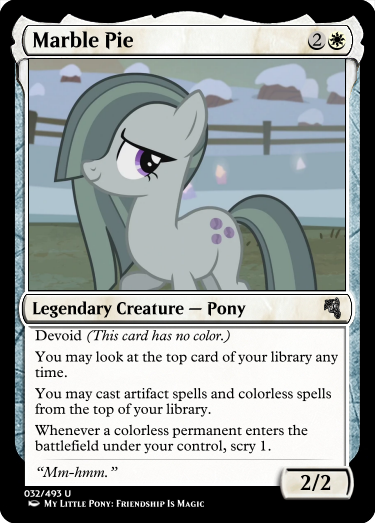 Marble Pie 2
Legendary Creature — Pony
Devoid (This card has no color.)
You may look at the top card of your library any
time.
You may cast artifact spells and colorless spells
from the top of your library.
Whenever a colorless permanent enters the
battlefield under your control, scry 1.
“Mm-hmm.”
2/2
032/493 U
My Little Pony: Friendship Is Magic